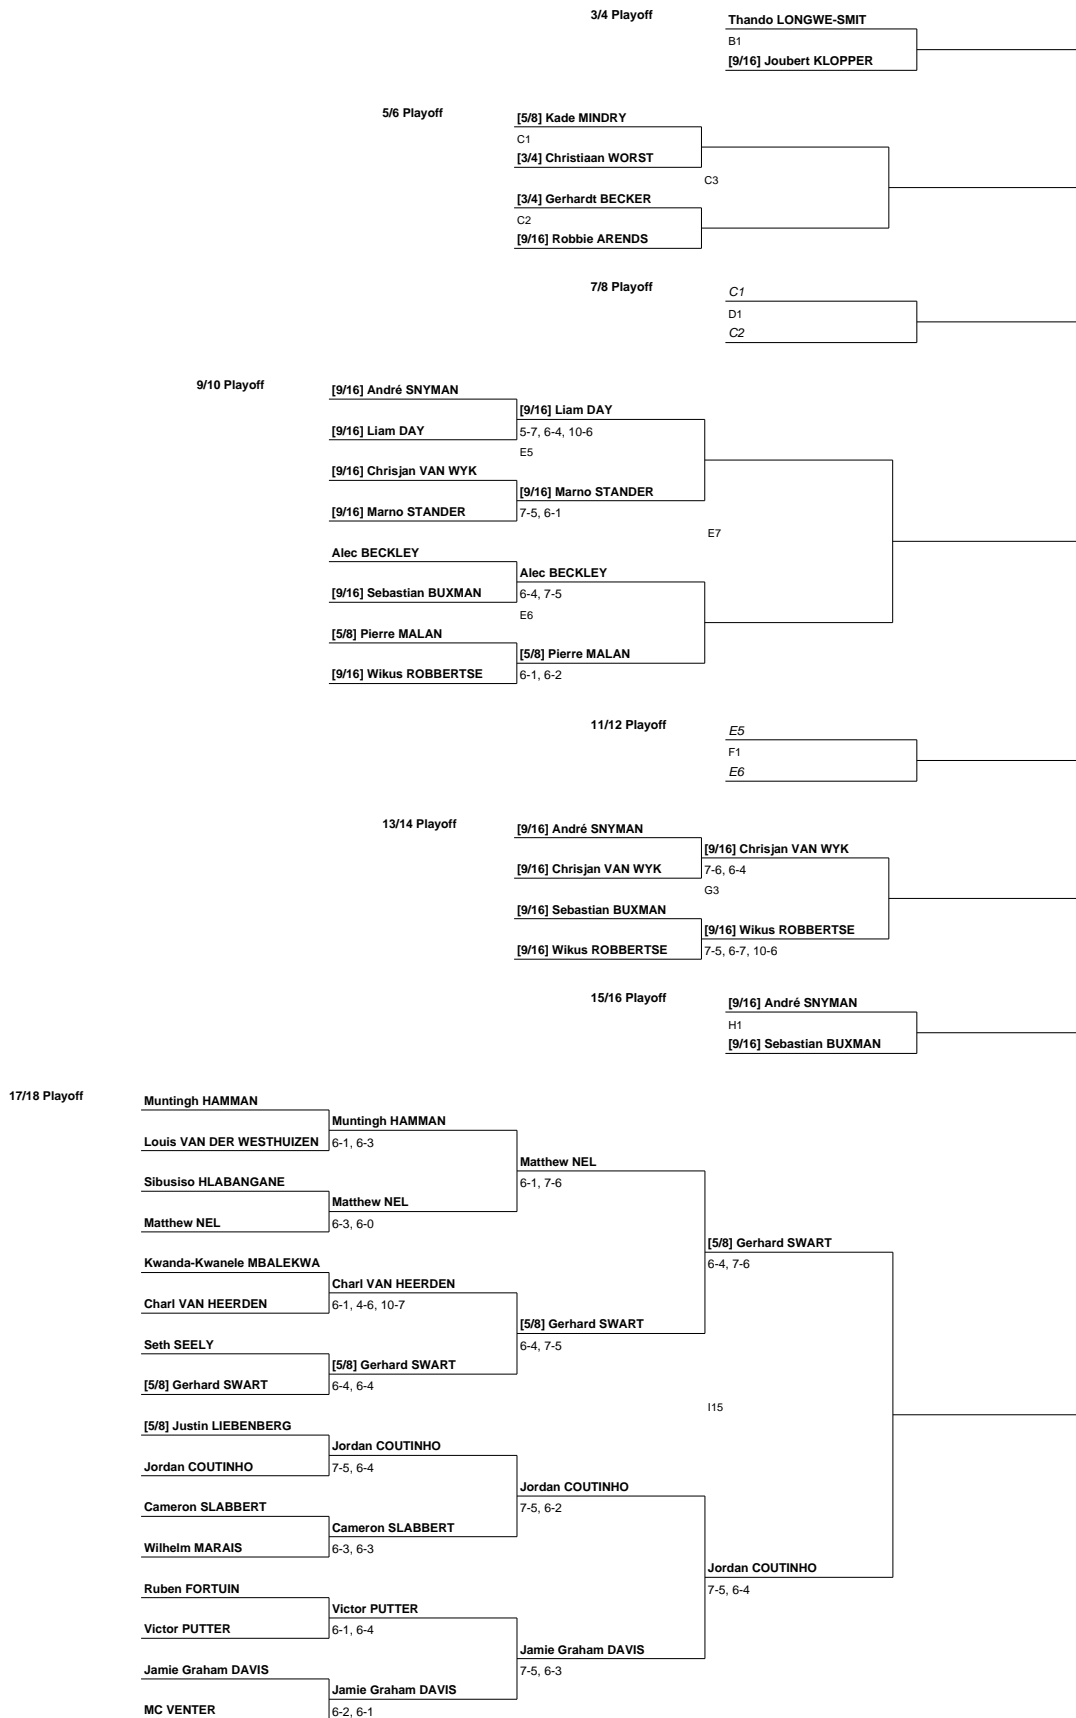 3/4 Playoff
Thando LONGWE-SMIT
B1
[9/16] Joubert KLOPPER
5/6 Playoff
[5/8] Kade MINDRY
C1
[3/4] Christiaan WORST
C3
[3/4] Gerhardt BECKER
C2
[9/16] Robbie ARENDS
7/8 Playoff
C1
D1
C2
9/10 Playoff
[9/16] André SNYMAN
[9/16] Liam DAY
[9/16] Liam DAY
5-7, 6-4, 10-6
E5
[9/16] Chrisjan VAN WYK
[9/16] Marno STANDER
[9/16] Marno STANDER
7-5, 6-1
E7
Alec BECKLEY
Alec BECKLEY
[9/16] Sebastian BUXMAN
6-4, 7-5
E6
[5/8] Pierre MALAN
[5/8] Pierre MALAN
[9/16] Wikus ROBBERTSE
6-1, 6-2
11/12 Playoff
E5
F1
E6
13/14 Playoff
[9/16] André SNYMAN
[9/16] Chrisjan VAN WYK
[9/16] Chrisjan VAN WYK
7-6, 6-4
G3
[9/16] Sebastian BUXMAN
[9/16] Wikus ROBBERTSE
[9/16] Wikus ROBBERTSE
7-5, 6-7, 10-6
15/16 Playoff
[9/16] André SNYMAN
H1
[9/16] Sebastian BUXMAN
17/18 Playoff
Muntingh HAMMAN
Muntingh HAMMAN
Louis VAN DER WESTHUIZEN
6-1, 6-3
Matthew NEL
6-1, 7-6
Sibusiso HLABANGANE
Matthew NEL
Matthew NEL
6-3, 6-0
[5/8] Gerhard SWART
6-4, 7-6
Kwanda-Kwanele MBALEKWA
Charl VAN HEERDEN
Charl VAN HEERDEN
6-1, 4-6, 10-7
[5/8] Gerhard SWART
6-4, 7-5
Seth SEELY
[5/8] Gerhard SWART
[5/8] Gerhard SWART
6-4, 6-4
I15
[5/8] Justin LIEBENBERG
Jordan COUTINHO
Jordan COUTINHO
7-5, 6-4
Jordan COUTINHO
7-5, 6-2
Cameron SLABBERT
Cameron SLABBERT
Wilhelm MARAIS
6-3, 6-3
Jordan COUTINHO
7-5, 6-4
Ruben FORTUIN
Victor PUTTER
Victor PUTTER
6-1, 6-4
Jamie Graham DAVIS
7-5, 6-3
Jamie Graham DAVIS
Jamie Graham DAVIS
MC VENTER
6-2, 6-1